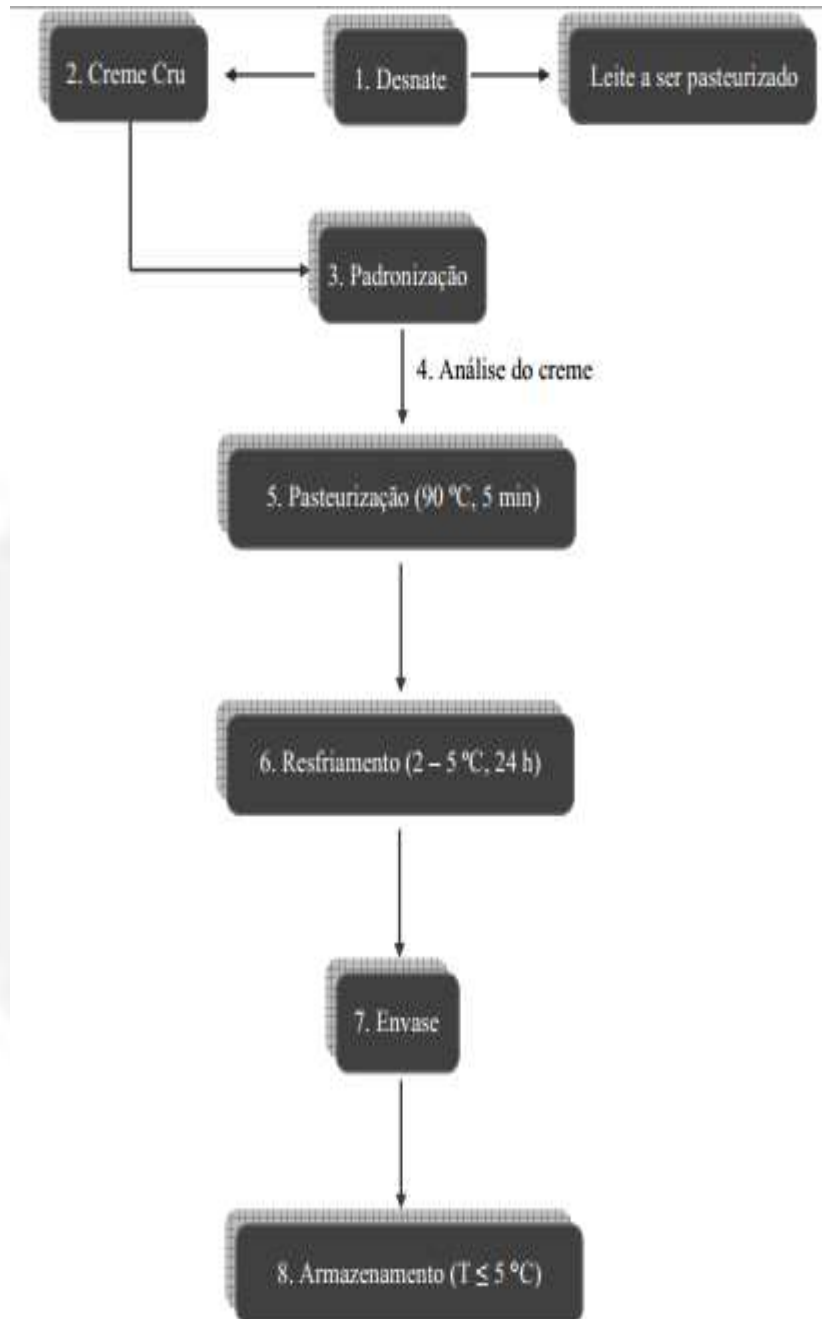 2. Creme Cru
1. Desnate
Leite a ser pasteurizado
3. Padronização
4. Análise do creme
5. Pasteurização (90 ºC, 5 min)
6. Resfriamento (2 – 5 ºC, 24 h)
7. Envase
8. Armazenamento (T ≤ 5 ºC)